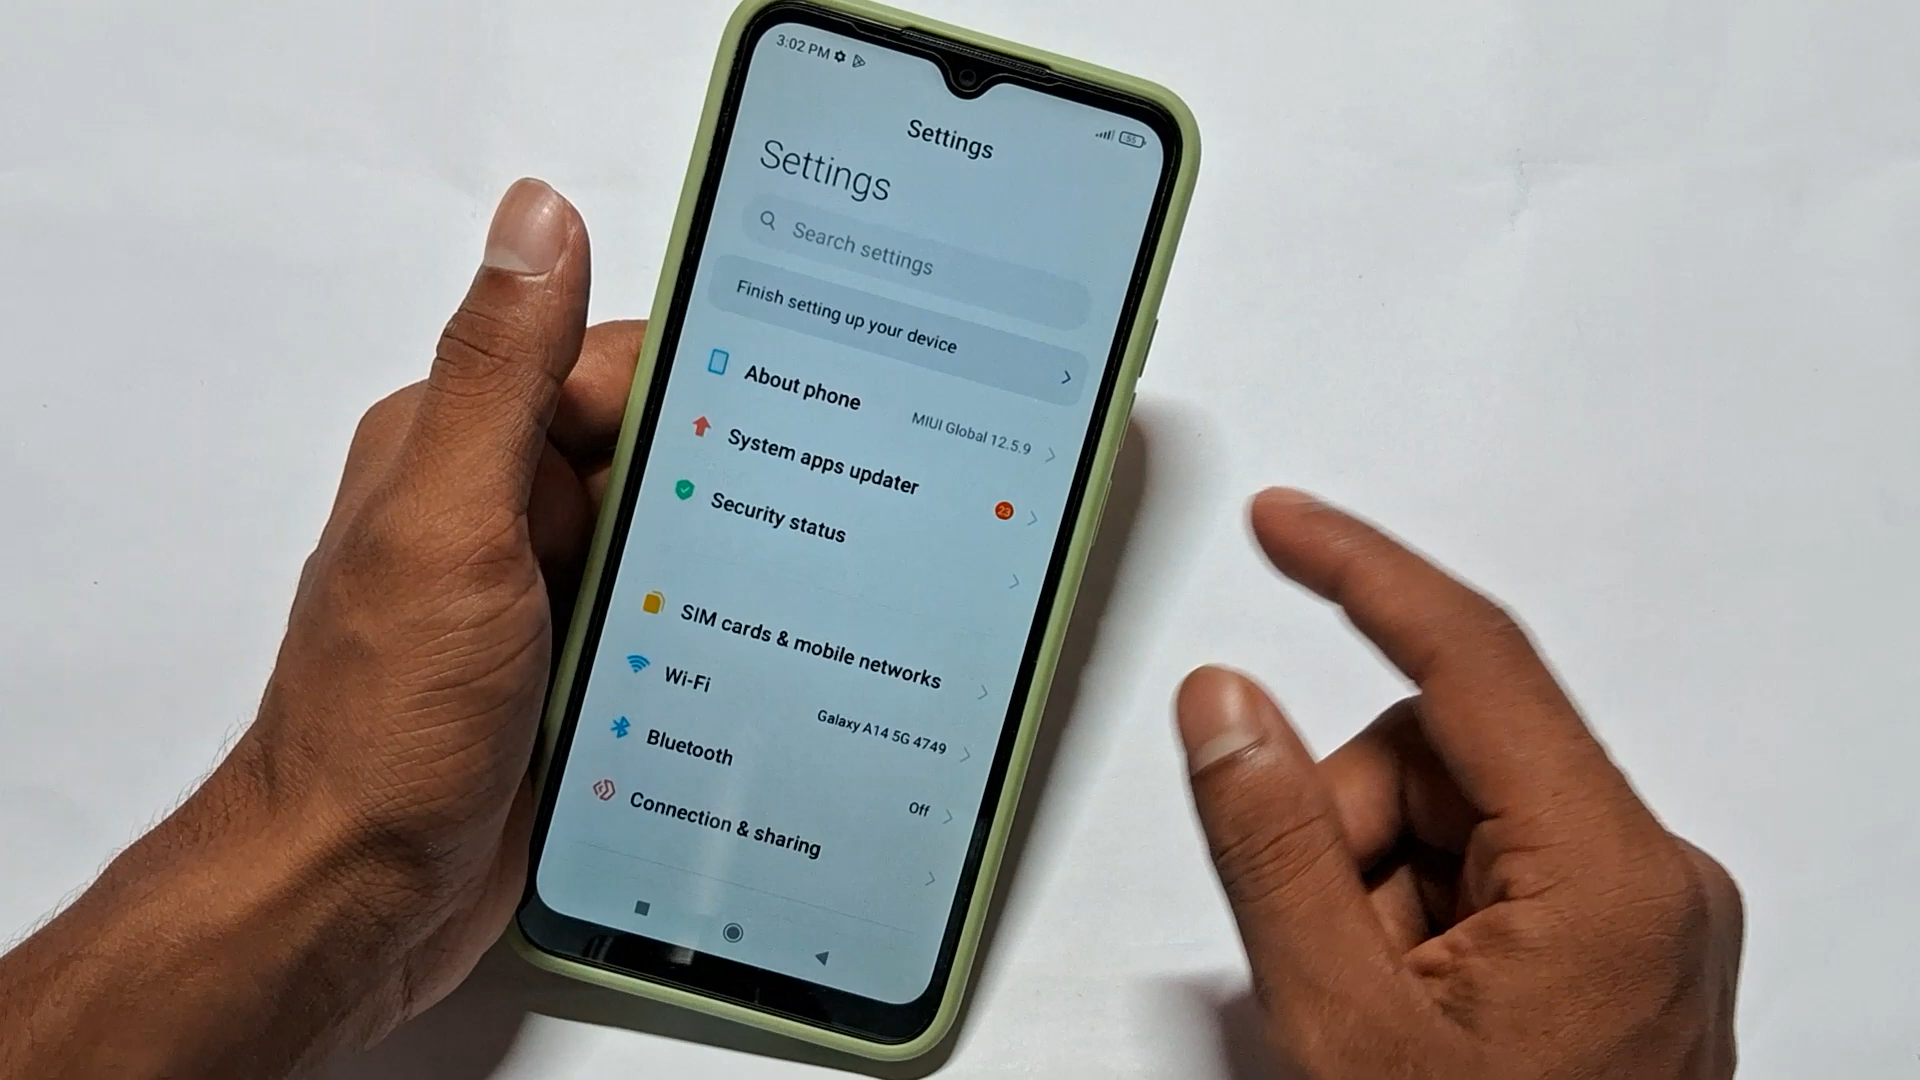 3:02 PM
55
Settings
Settings
Search settings
Finish setting up your device
About phone
MIUI Global 12.5.9
System apps updater
23
Security status
SIM cards & mobile networks
Wi-Fi
Galaxy A14 5G 4749
Bluetooth
Off
Connection & sharing